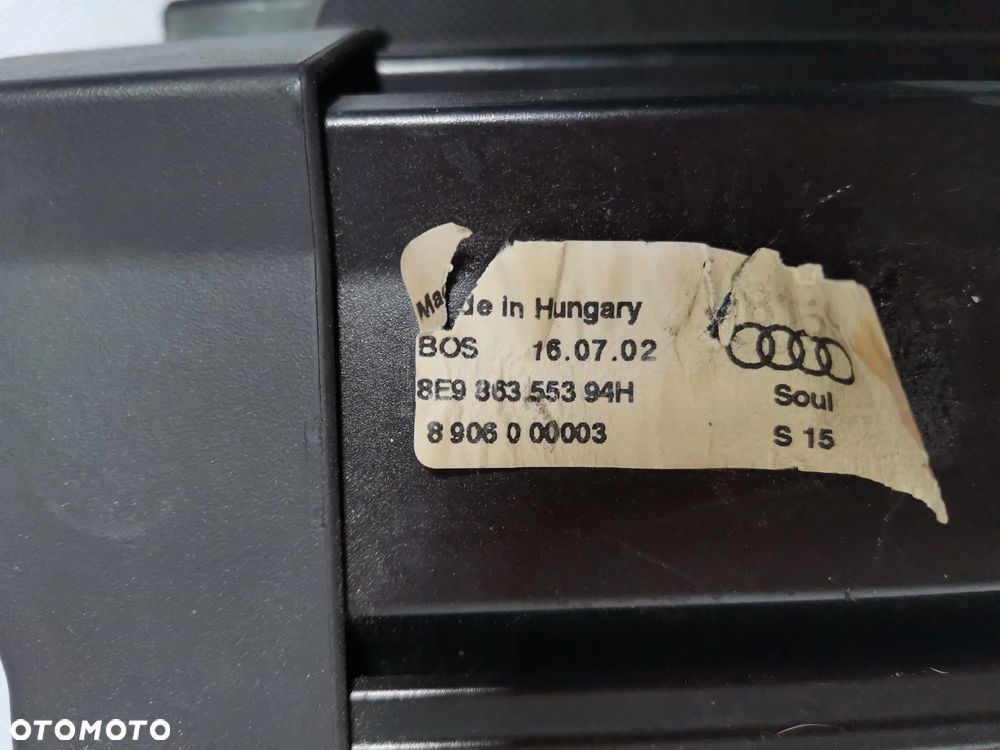 Made in Hungary
BOS 16.07.02
8E9 863 553 94H
Soul
8 906 0 00003
S 15
OTOMOTO